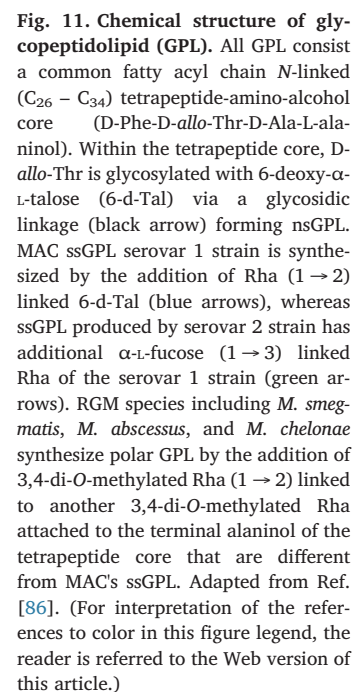 Fig. 11. Chemical structure of gly-
copeptidolipid (GPL). All GPL consist
a common fatty acyl chain N-linked
(C26 – C34) tetrapeptide-amino-alcohol
core (D-Phe-D-allo-Thr-D-Ala-L-ala-
ninol). Within the tetrapeptide core, D-
allo-Thr is glycosylated with 6-deoxy-α-
L-talose (6-d-Tal) via a glycosidic
linkage (black arrow) forming nsGPL.
MAC ssGPL serovar 1 strain is synthe-
sized by the addition of Rha (1 → 2)
linked 6-d-Tal (blue arrows), whereas
ssGPL produced by serovar 2 strain has
additional α-L-fucose (1 → 3) linked
Rha of the serovar 1 strain (green ar-
rows). RGM species including M. smeg-
matis, M. abscessus, and M. chelonae
synthesize polar GPL by the addition of
3,4-di-O-methylated Rha (1 → 2) linked
to another 3,4-di-O-methylated Rha
attached to the terminal alaninol of the
tetrapeptide core that are different
from MAC's ssGPL. Adapted from Ref.
[86]. (For interpretation of the refer-
ences to color in this figure legend, the
reader is referred to the Web version of
this article.)